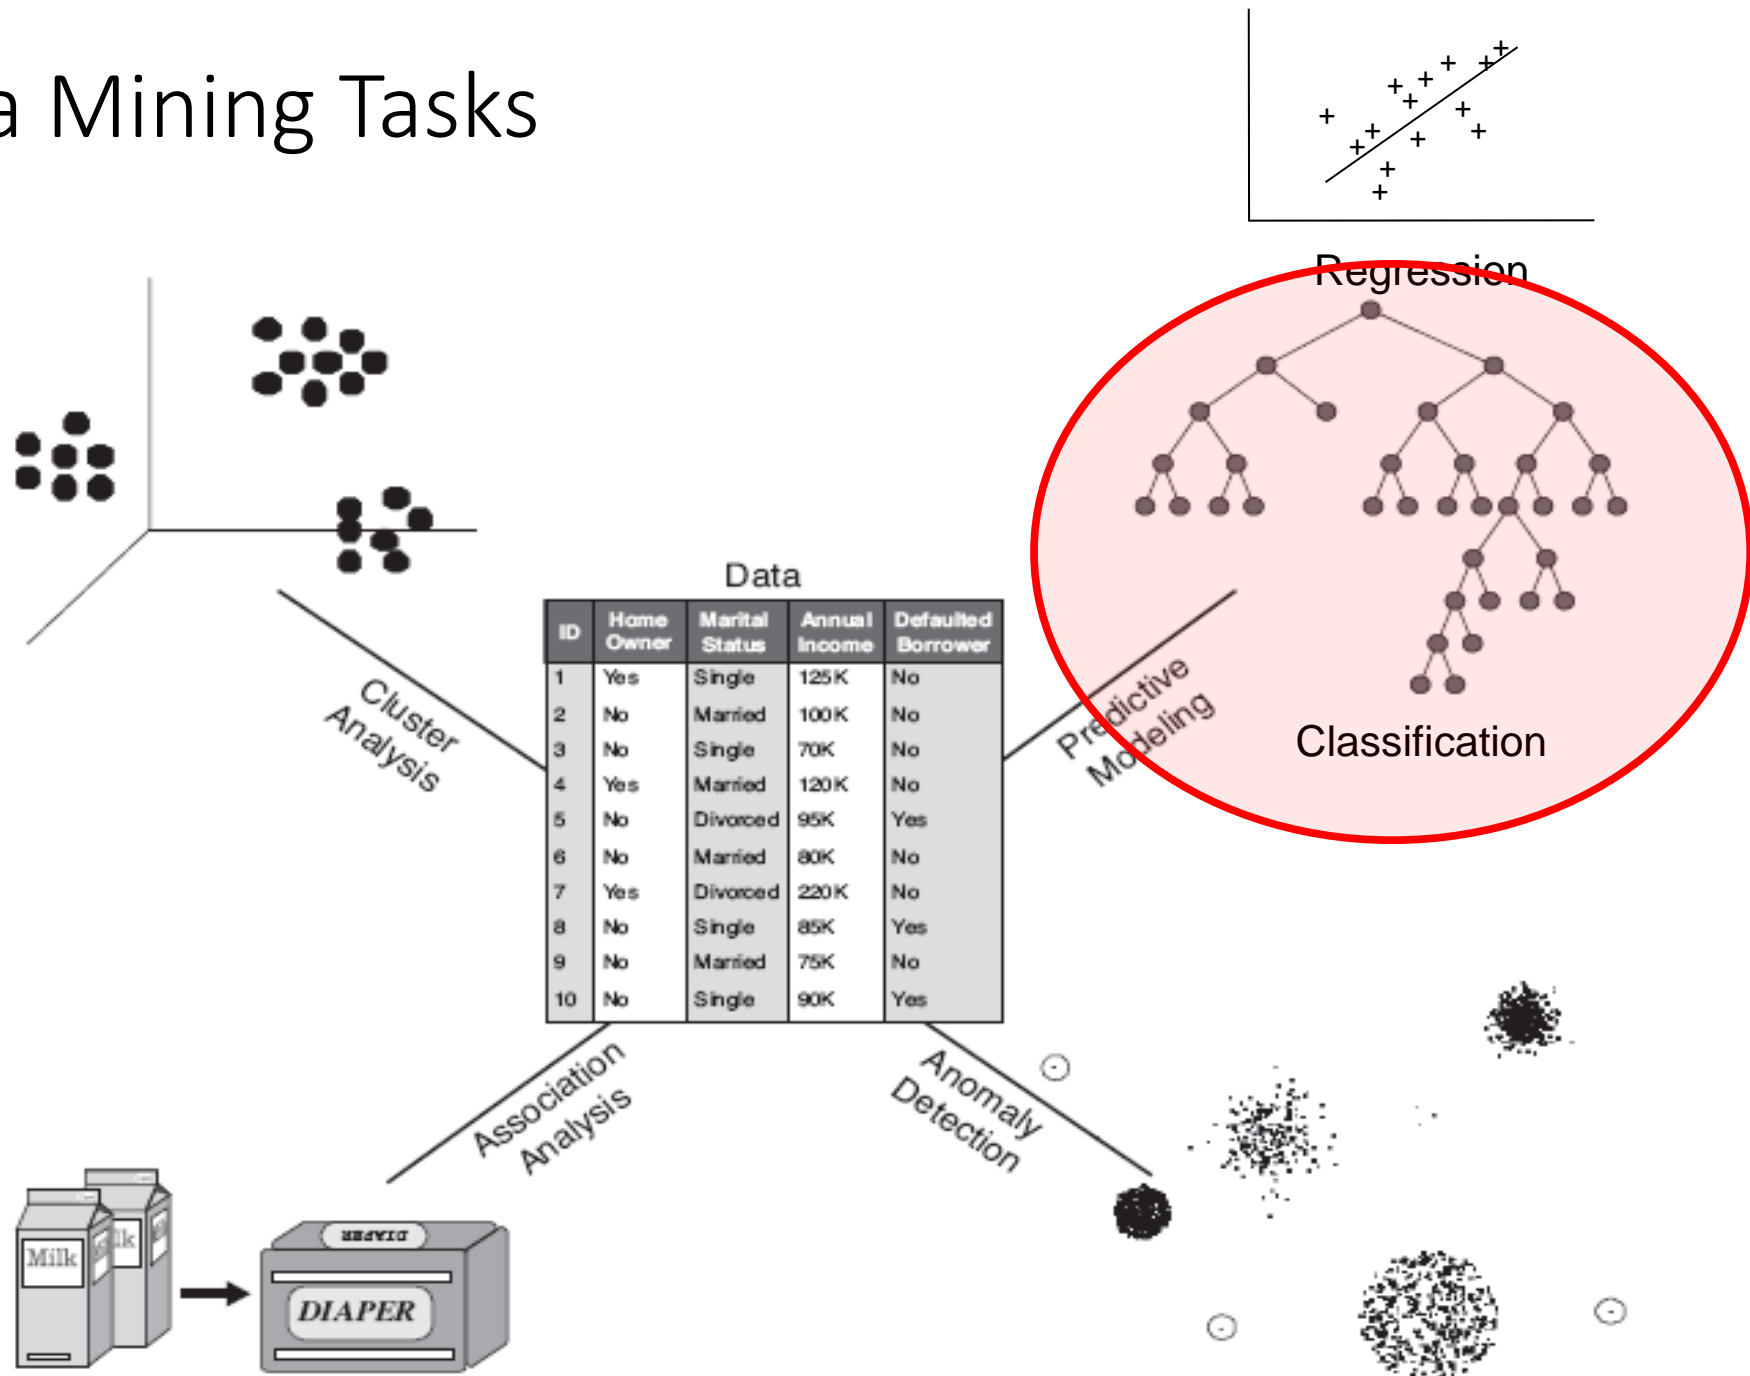 a Mining Tasks
Regression
Data
ID Home Owner Marital Status Annual Income Defaulted Borrower
1 Yes Single 125K No
2 No Married 100K No
3 No Single 70K No
4 Yes Married 120K No
5 No Divorced 95K Yes
6 No Married 80K No
7 Yes Divorced 220K No
8 No Single 85K Yes
9 No Married 75K No
10 No Single 90K Yes
Cluster
Analysis
Predictive
Modeling
Classification
Association
Analysis
Anomaly
Detection
Milk
lk
DIAPER
DIAPER